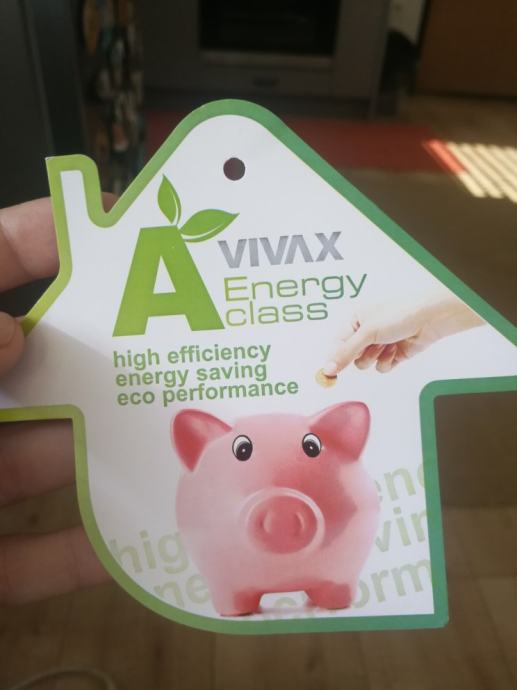 A VIVAX
Energy
class
high efficiency
energy saving
eco performance